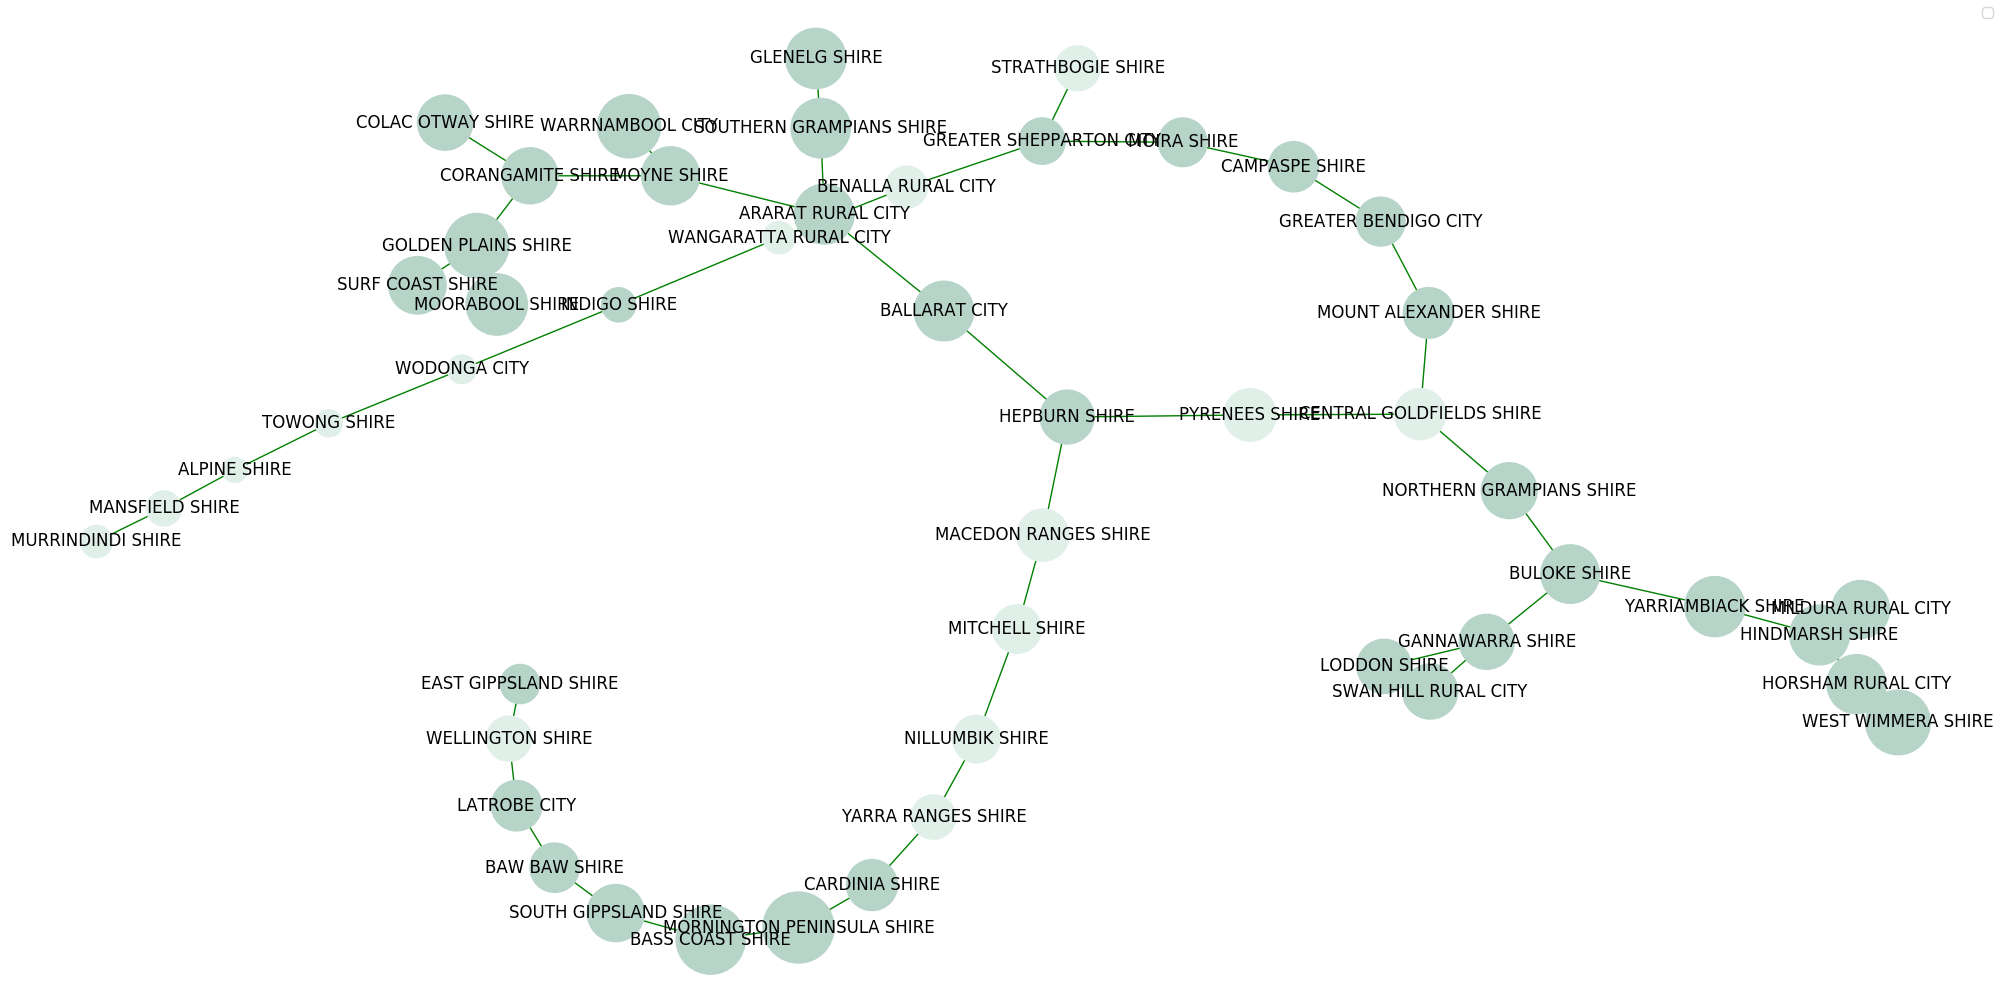 GLENELG SHIRE
STRATHBOGIE SHIRE
COLAC OTWAY SHIRE
WARRNAMBOOL CITY
SOUTHERN GRAMPIANS SHIRE
GREATER SHEPPARTON CITY
MOIRA SHIRE
CAMPASPE SHIRE
CORANGAMITE SHIRE
MOYNE SHIRE
BENALLA RURAL CITY
ARARAT RURAL CITY
GREATER BENDIGO CITY
WANGARATTA RURAL CITY
GOLDEN PLAINS SHIRE
SURF COAST SHIRE
MOORABOOL SHIRE
INDIGO SHIRE
BALLARAT CITY
MOUNT ALEXANDER SHIRE
WODONGA CITY
HEPBURN SHIRE
PYRENEES SHIRE
CENTRAL GOLDFIELDS SHIRE
TOWONG SHIRE
ALPINE SHIRE
NORTHERN GRAMPIANS SHIRE
MANSFIELD SHIRE
MURRINDINDI SHIRE
MACEDON RANGES SHIRE
BULOKE SHIRE
YARRIAMBIACK SHIRE
MILDURA RURAL CITY
MITCHELL SHIRE
HINDMARSH SHIRE
GANNAWARRA SHIRE
LODDON SHIRE
EAST GIPPSLAND SHIRE
HORSHAM RURAL CITY
SWAN HILL RURAL CITY
WEST WIMMERA SHIRE
WELLINGTON SHIRE
NILLUMBIK SHIRE
LATROBE CITY
YARRA RANGES SHIRE
BAW BAW SHIRE
CARDINIA SHIRE
SOUTH GIPPSLAND SHIRE
MORNINGTON PENINSULA SHIRE
BASS COAST SHIRE